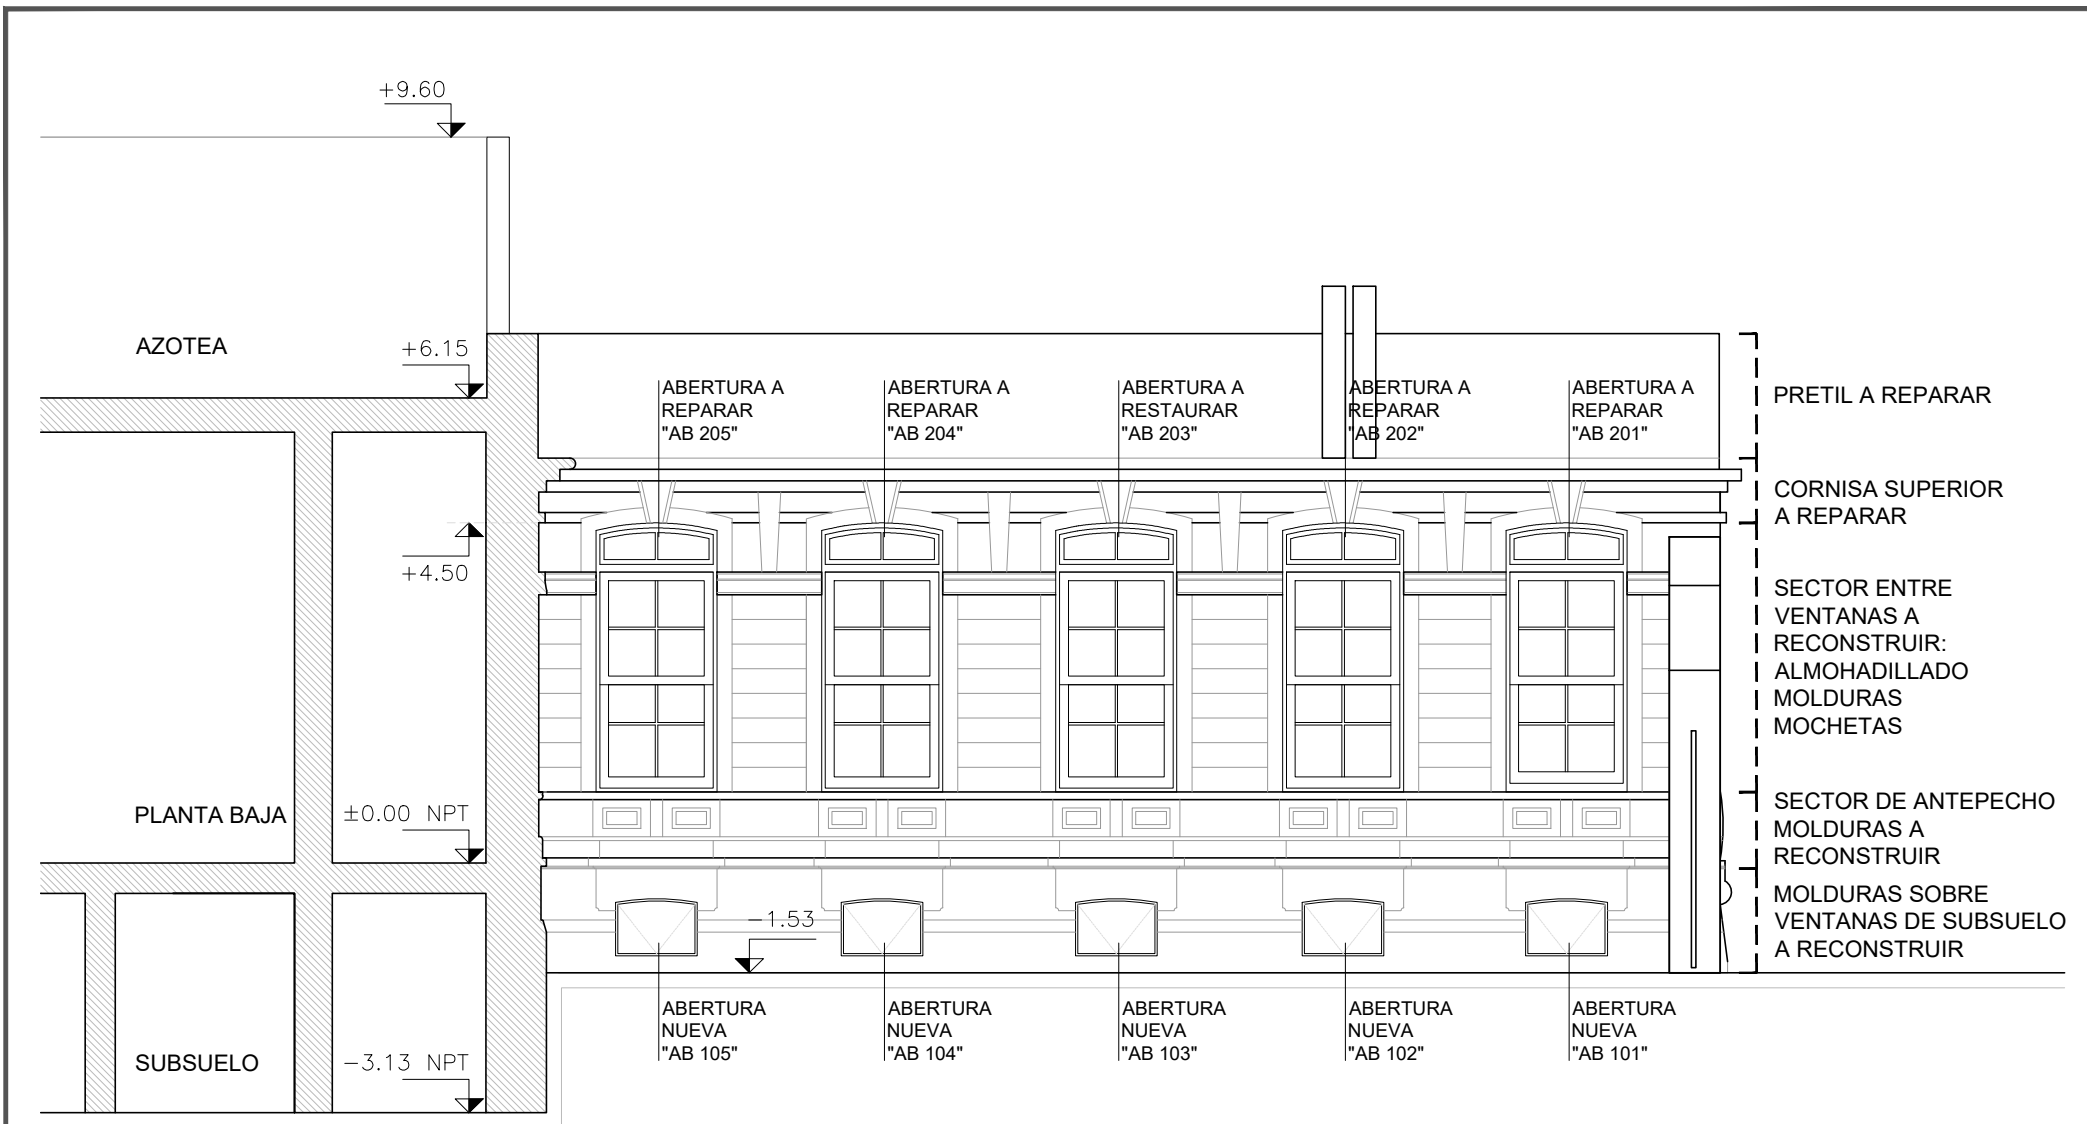 +9.60
AZOTEA
+6.15
ABERTURA A
REPARAR
"AB 205"
ABERTURA A
REPARAR
"AB 204"
ABERTURA A
RESTAURAR
"AB 203"
ABERTURA A
REPARAR
"AB 202"
ABERTURA A
REPARAR
"AB 201"
PRETIL A REPARAR
CORNISA SUPERIOR
A REPARAR
+4.50
SECTOR ENTRE
VENTANAS A
RECONSTRUIR:
ALMOHADILLADO
MOLDURAS
MOCHETAS
PLANTA BAJA
±0.00 NPT
SECTOR DE ANTEPECHO
MOLDURAS A
RECONSTRUIR
MOLDURAS SOBRE
VENTANAS DE SUBSUELO
A RECONSTRUIR
-1.53
SUBSUELO
-3.13 NPT
ABERTURA
NUEVA
"AB 105"
ABERTURA
NUEVA
"AB 104"
ABERTURA
NUEVA
"AB 103"
ABERTURA
NUEVA
"AB 102"
ABERTURA
NUEVA
"AB 101"